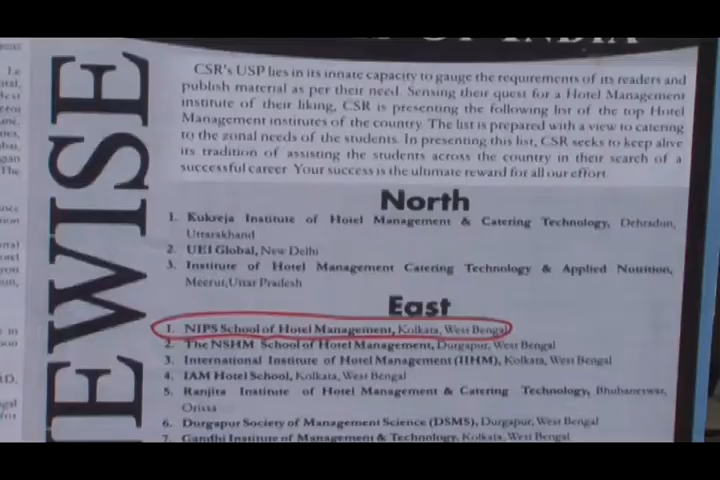 OF INDIA
EWISE
CSR's USP lies in its innate capacity to gauge the requirements of its readers and
publish material as per their need. Sensing their quest for a Hotel Management
institute of their liking, CSR is presenting the following list of the top Hotel
Management institutes of the country. The list is prepared with a view to catering
to the zonal needs of the students. In presenting this list, CSR seeks to keep alive
its tradition of assisting the students across the country in their search of a
successful career. Your success is the ultimate reward for all our effort.
North
1. Kukreja Institute of Hotel Management & Catering Technology, Dehradun,
Uttarakhand
2. UEI Global, New Delhi
3. Institute of Hotel Management Catering Technology & Applied Nutrition,
Meerut,Uttar Pradesh
East
1. NIPS School of Hotel Management, Kolkata, West Bengal
2. The NSHM School of Hotel Management, Durgapur, West Bengal
3. International Institute of Hotel Management (IIHM), Kolkata, West Bengal
4. IAM Hotel School, Kolkata, West Bengal
5. Ranjita Institute of Hotel Management & Catering Technology, Bhubaneswar,
Orissa
6. Durgapur Society of Management Science (DSMS), Durgapur, West Bengal
7. Gandhi Institute of Management & Technology, Kolkata, West Bengal